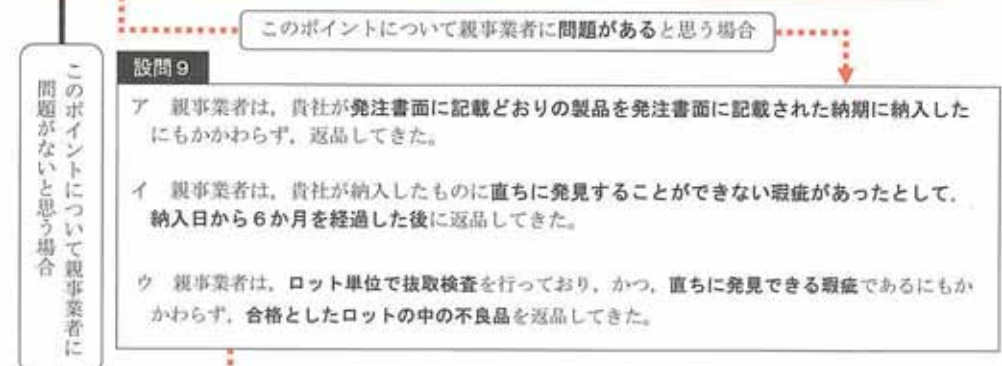 このポイントについて親事業者に問題があると思う場合
このポイントについて親事業者に
問題がないと思う場合
設問9
ア 親事業者は，貴社が発注書面に記載どおりの製品を発注書面に記載された納期に納入した
にもかかわらず，返品してきた。
イ 親事業者は，貴社が納入したものに直ちに発見することができない瑕疵があったとして，
納入日から6か月を経過した後に返品してきた。
ウ 親事業者は，ロット単位で抜取検査を行っており，かつ，直ちに発見できる瑕疵であるにもか
かわらず，合格としたロットの中の不良品を返品してきた。